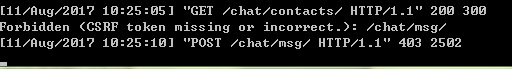 [11/Aug/2017 10:25:05] "GET /chat/contacts/ HTTP/1.1" 200 300
Forbidden (CSRF token missing or incorrect.): /chat/msg/
[11/Aug/2017 10:25:10] "POST /chat/msg/ HTTP/1.1" 403 2502